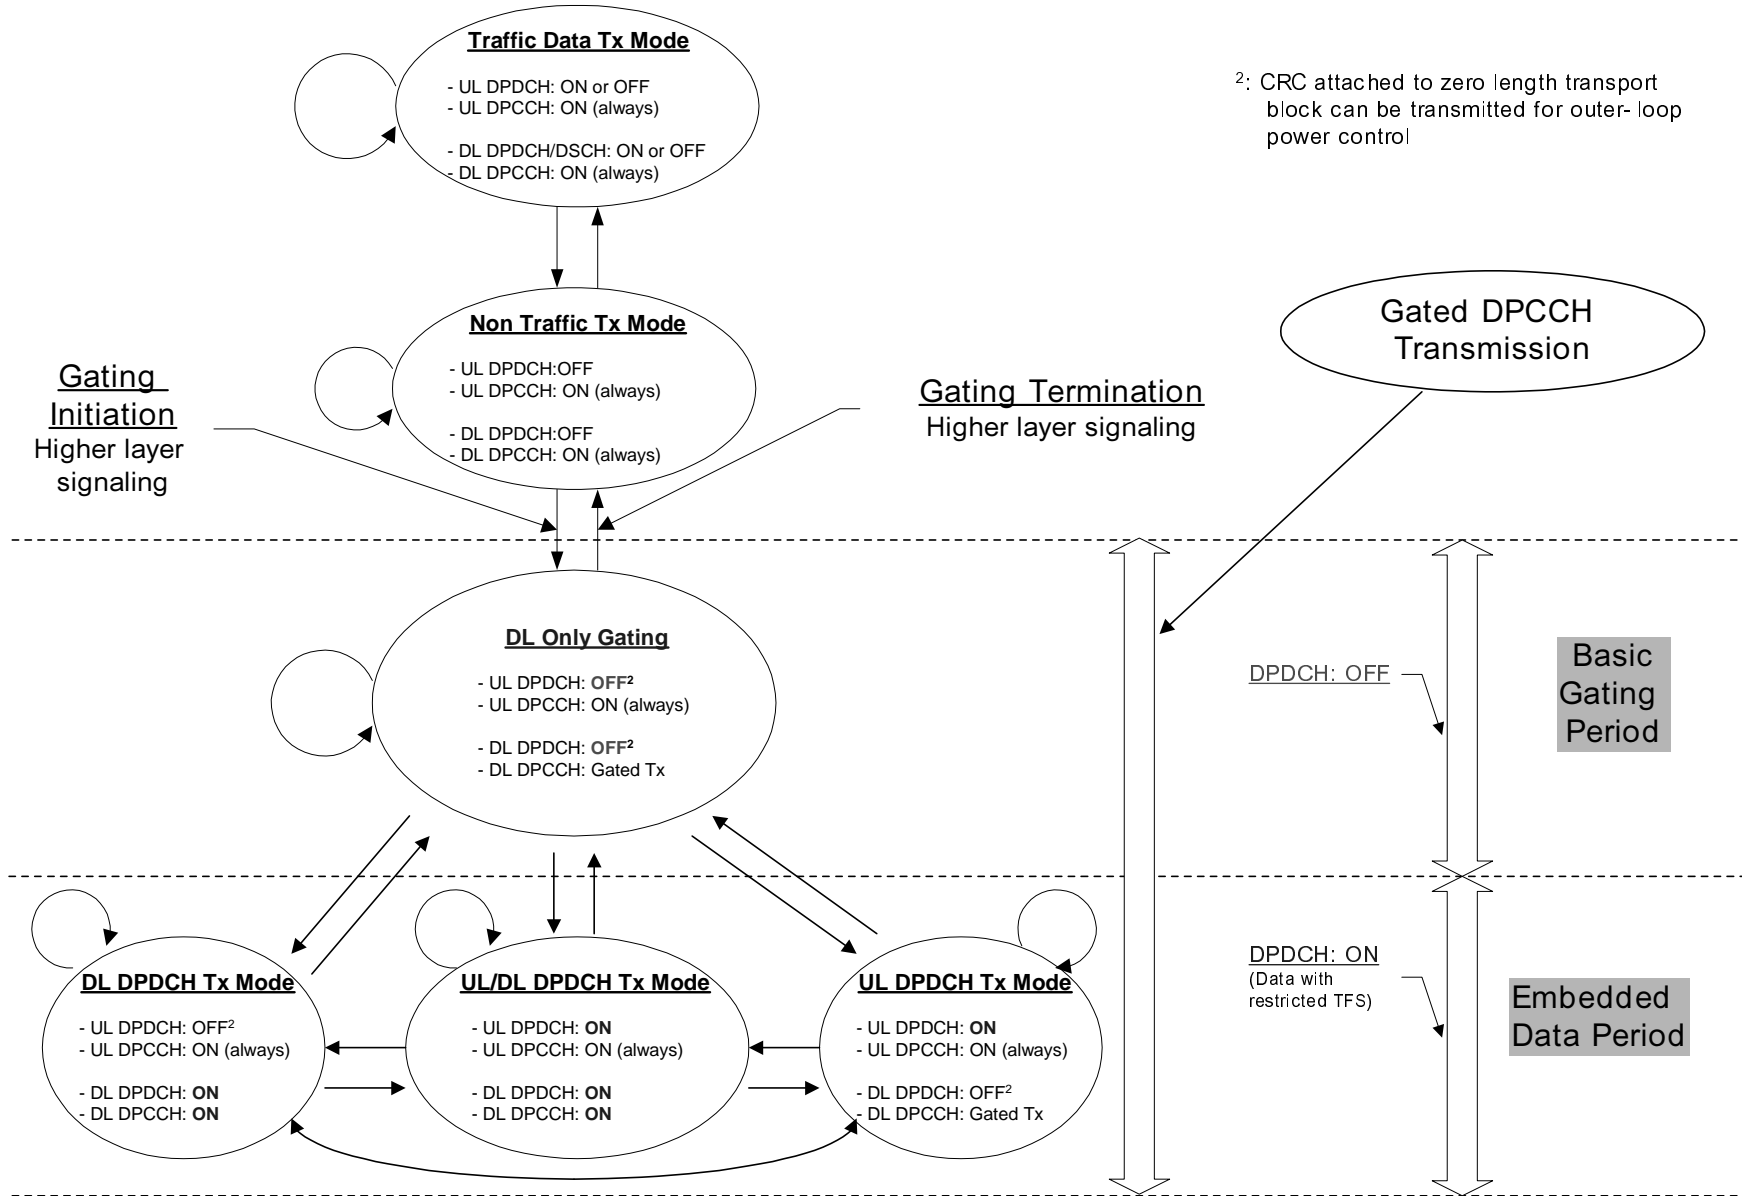 Traffic Data Tx Mode
- UL DPDCH: ON or OFF
- UL DPCCH: ON (always)
- DL DPDCH/DSCH: ON or OFF
- DL DPCCH: ON (always)
2: CRC attached to zero length transport
block can be transmitted for outer- loop
power control
Non Traffic Tx Mode
- UL DPDCH:OFF
- UL DPCCH: ON (always)
- DL DPDCH:OFF
- DL DPCCH: ON (always)
Gating
Initiation
Higher layer
signaling
Gating Termination
Higher layer signaling
Gated DPCCH
Transmission
DL Only Gating
- UL DPDCH: OFF2
- UL DPCCH: ON (always)
- DL DPDCH: OFF2
- DL DPCCH: Gated Tx
DPDCH: OFF
Basic
Gating
Period
DL DPDCH Tx Mode
- UL DPDCH: OFF2
- UL DPCCH: ON (always)
- DL DPDCH: ON
- DL DPCCH: ON
UL/DL DPDCH Tx Mode
- UL DPDCH: ON
- UL DPCCH: ON (always)
- DL DPDCH: ON
- DL DPCCH: ON
UL DPDCH Tx Mode
- UL DPDCH: ON
- UL DPCCH: ON (always)
- DL DPDCH: OFF2
- DL DPCCH: Gated Tx
DPDCH: ON
(Data with
restricted TFS)
Embedded
Data Period